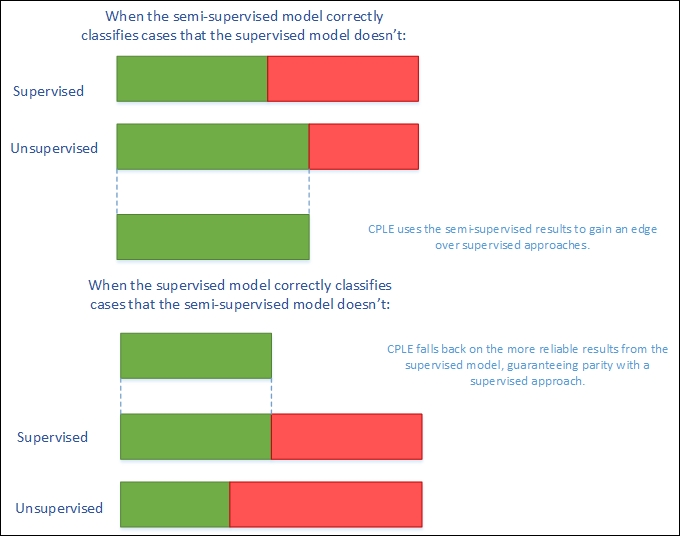 When the semi-supervised model correctly
classifies cases that the supervised model doesn't:
Supervised
Unsupervised
CPLE uses the semi-supervised results to gain an edge
over supervised approaches.
When the supervised model correctly classifies
cases that the semi-supervised model doesn't:
CPLE falls back on the more reliable results from the
supervised model, guaranteeing parity with a
supervised approach.
Supervised
Unsupervised